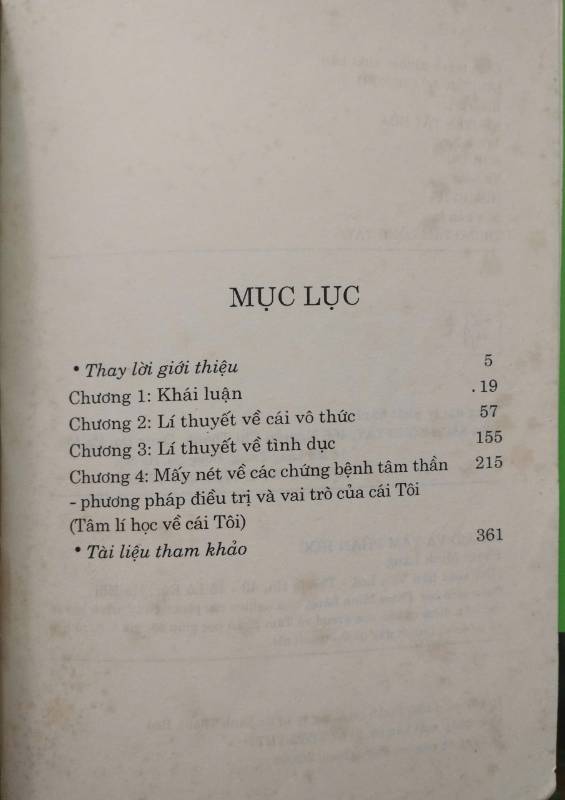 MỤC LỤC
• Thay lời giới thiệu 5
Chương 1: Khái luận . 19
Chương 2: Lí thuyết về cái vô thức 57
Chương 3: Lí thuyết về tình dục 155
Chương 4: Mấy nét về các chứng bệnh tâm thần 215
- phương pháp điều trị và vai trò của cái Tôi
(Tâm lí học về cái Tôi)
• Tài liệu tham khảo 361